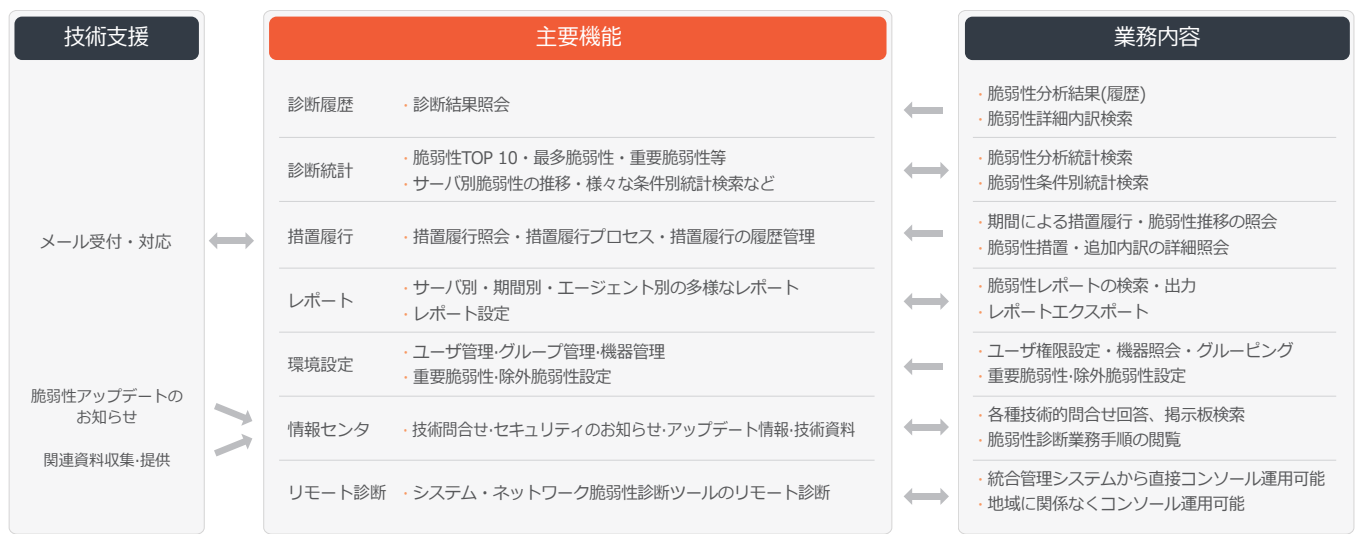 技術支援
メール受付・対応
脆弱性アップデートの
お知らせ
関連資料収集·提供
主要機能
診断履歴
· 診断結果照会
診断統計
· 脆弱性TOP 10・最多脆弱性・重要脆弱性等
· サーバ別脆弱性の推移・様々な条件別統計検索など
措置履行
· 措置履行照会・措置履行プロセス・措置履行の履歴管理
レポート
· サーバ別・期間別・エージェント別の多様なレポート
· レポート設定
環境設定
· ユーザ管理·グループ管理·機器管理
· 重要脆弱性·除外脆弱性設定
情報センタ
· 技術問合せ·セキュリティのお知らせ·アップデート情報·技術資料
リモート診断
· システム・ネットワーク脆弱性診断ツールのリモート診断
業務内容
· 脆弱性分析結果(履歴)
· 脆弱性詳細内訳検索
· 脆弱性分析統計検索
· 脆弱性条件別統計検索
· 期間による措置履行・脆弱性推移の照会
· 脆弱性措置・追加内訳の詳細照会
· 脆弱性レポートの検索・出力
· レポートエクスポート
· ユーザ権限設定・機器照会・グルーピング
· 重要脆弱性·除外脆弱性設定
· 各種技術的問合せ回答、掲示板検索
· 脆弱性診断業務手順の閲覧
· 統合管理システムから直接コンソール運用可能
· 地域に関係なくコンソール運用可能